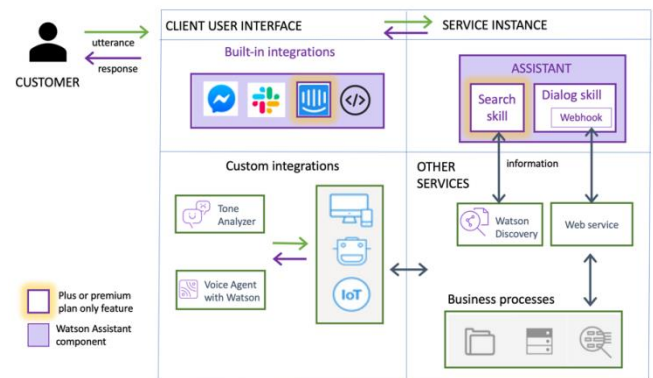 CLIENT USER INTERFACE
SERVICE INSTANCE
utterance
response
CUSTOMER
Built-in integrations
ASSISTANT
Search
skill
Dialog skill
Webhook
Custom integrations
OTHER
SERVICES
information
Tone
Analyzer
Watson
Discovery
Web service
Voice Agent
with Watson
IoT
Business processes
Plus or premium
plan only feature
Watson Assistant
component